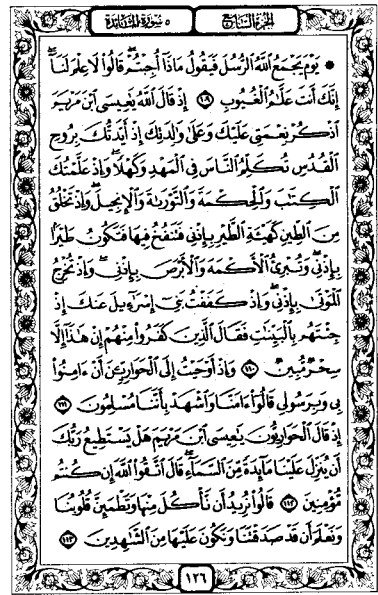 الجزء السابع
٥ سورة المائدة
۞ يَوْمَ يَجْمَعُ ٱللَّهُ ٱلرُّسُلَ فَيَقُولُ مَاذَآ أُجِبْتُمْ ۖ قَالُوا۟ لَا عِلْمَ لَنَآ ۖ
إِنَّكَ أَنتَ عَلَّٰمُ ٱلْغُيُوبِ ١٠٩ إِذْ قَالَ ٱللَّهُ يَٰعِيسَى ٱبْنَ مَرْيَمَ
ٱذْكُرْ نِعْمَتِى عَلَيْكَ وَعَلَىٰ وَٰلِدَتِكَ إِذْ أَيَّدتُّكَ بِرُوحِ
ٱلْقُدُسِ تُكَلِّمُ ٱلنَّاسَ فِى ٱلْمَهْدِ وَكَهْلًا ۖ وَإِذْ عَلَّمْتُكَ
ٱلْكِتَٰبَ وَٱلْحِكْمَةَ وَٱلتَّوْرَىٰةَ وَٱلْإِنجِيلَ ۖ وَإِذْ تَخْلُقُ
مِنَ ٱلطِّينِ كَهَيْـَٔةِ ٱلطَّيْرِ بِإِذْنِى فَتَنفُخُ فِيهَا فَتَكُونُ طَيْرًۢا
بِإِذْنِى ۖ وَتُبْرِئُ ٱلْأَكْمَهَ وَٱلْأَبْرَصَ بِإِذْنِى ۖ وَإِذْ تُخْرِجُ
ٱلْمَوْتَىٰ بِإِذْنِى ۖ وَإِذْ كَفَفْتُ بَنِىٓ إِسْرَٰٓءِيلَ عَنكَ إِذْ
جِئْتَهُم بِٱلْبَيِّنَٰتِ فَقَالَ ٱلَّذِينَ كَفَرُوا۟ مِنْهُمْ إِنْ هَٰذَآ إِلَّا
سِحْرٌ مُّبِينٌ ١١٠ وَإِذْ أَوْحَيْتُ إِلَى ٱلْحَوَارِيِّـۧنَ أَنْ ءَامِنُوا۟
بِى وَبِرَسُولِى قَالُوٓا۟ ءَامَنَّا وَٱشْهَدْ بِأَنَّنَا مُسْلِمُونَ ١١١
إِذْ قَالَ ٱلْحَوَارِيُّونَ يَٰعِيسَى ٱبْنَ مَرْيَمَ هَلْ يَسْتَطِيعُ رَبُّكَ
أَن يُنَزِّلَ عَلَيْنَا مَآئِدَةً مِّنَ ٱلسَّمَآءِ ۖ قَالَ ٱتَّقُوا۟ ٱللَّهَ إِن كُنتُم
مُّؤْمِنِينَ ١١٢ قَالُوا۟ نُرِيدُ أَن نَّأْكُلَ مِنْهَا وَتَطْمَئِنَّ قُلُوبُنَا
وَنَعْلَمَ أَن قَدْ صَدَقْتَنَا وَنَكُونَ عَلَيْهَا مِنَ ٱلشَّٰهِدِينَ ١١٣
١٢٦